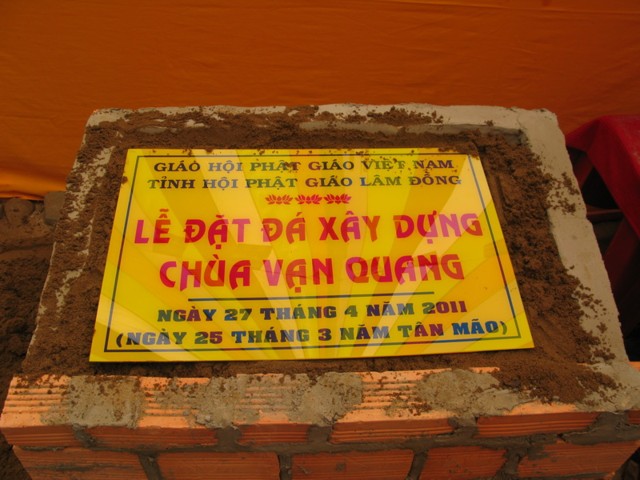 GIÁO HỘI PHẬT GIÁO VIỆT NAM
TỈNH HỘI PHẬT GIÁO LÂM ĐỒNG
LỄ ĐẶT ĐÁ XÂY DỰNG
CHÙA VẠN QUANG
NGÀY 27 THÁNG 4 NĂM 2011
(NGÀY 25 THÁNG 3 NĂM TÂN MÃO)